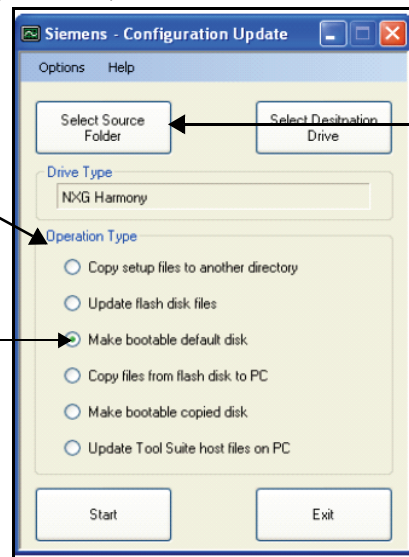 Siemens - Configuration Update
Options Help
Select Source
Folder
Select Desitnation
Drive
Drive Type
NXG Harmony
Operation Type
Copy setup files to another directory
Update flash disk files
Make bootable default disk
Copy files from flash disk to PC
Make bootable copied disk
Update Tool Suite host files on PC
Start
Exit